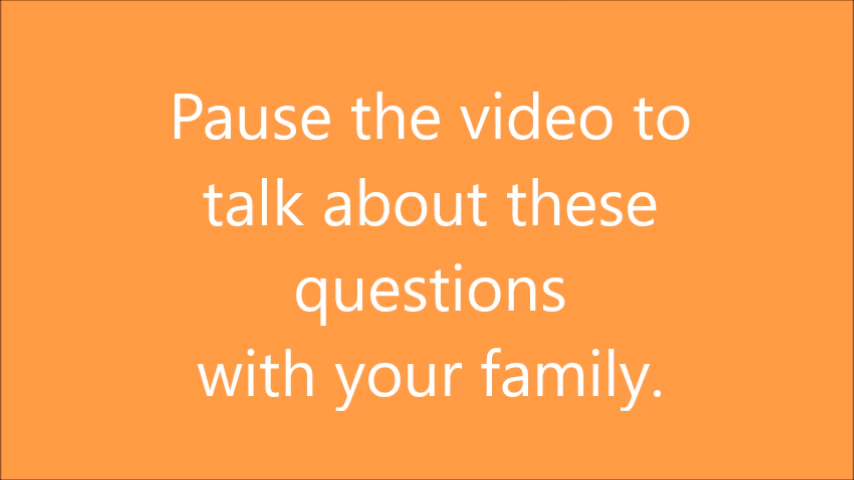 Pause the video to
talk about these
questions
with your family.